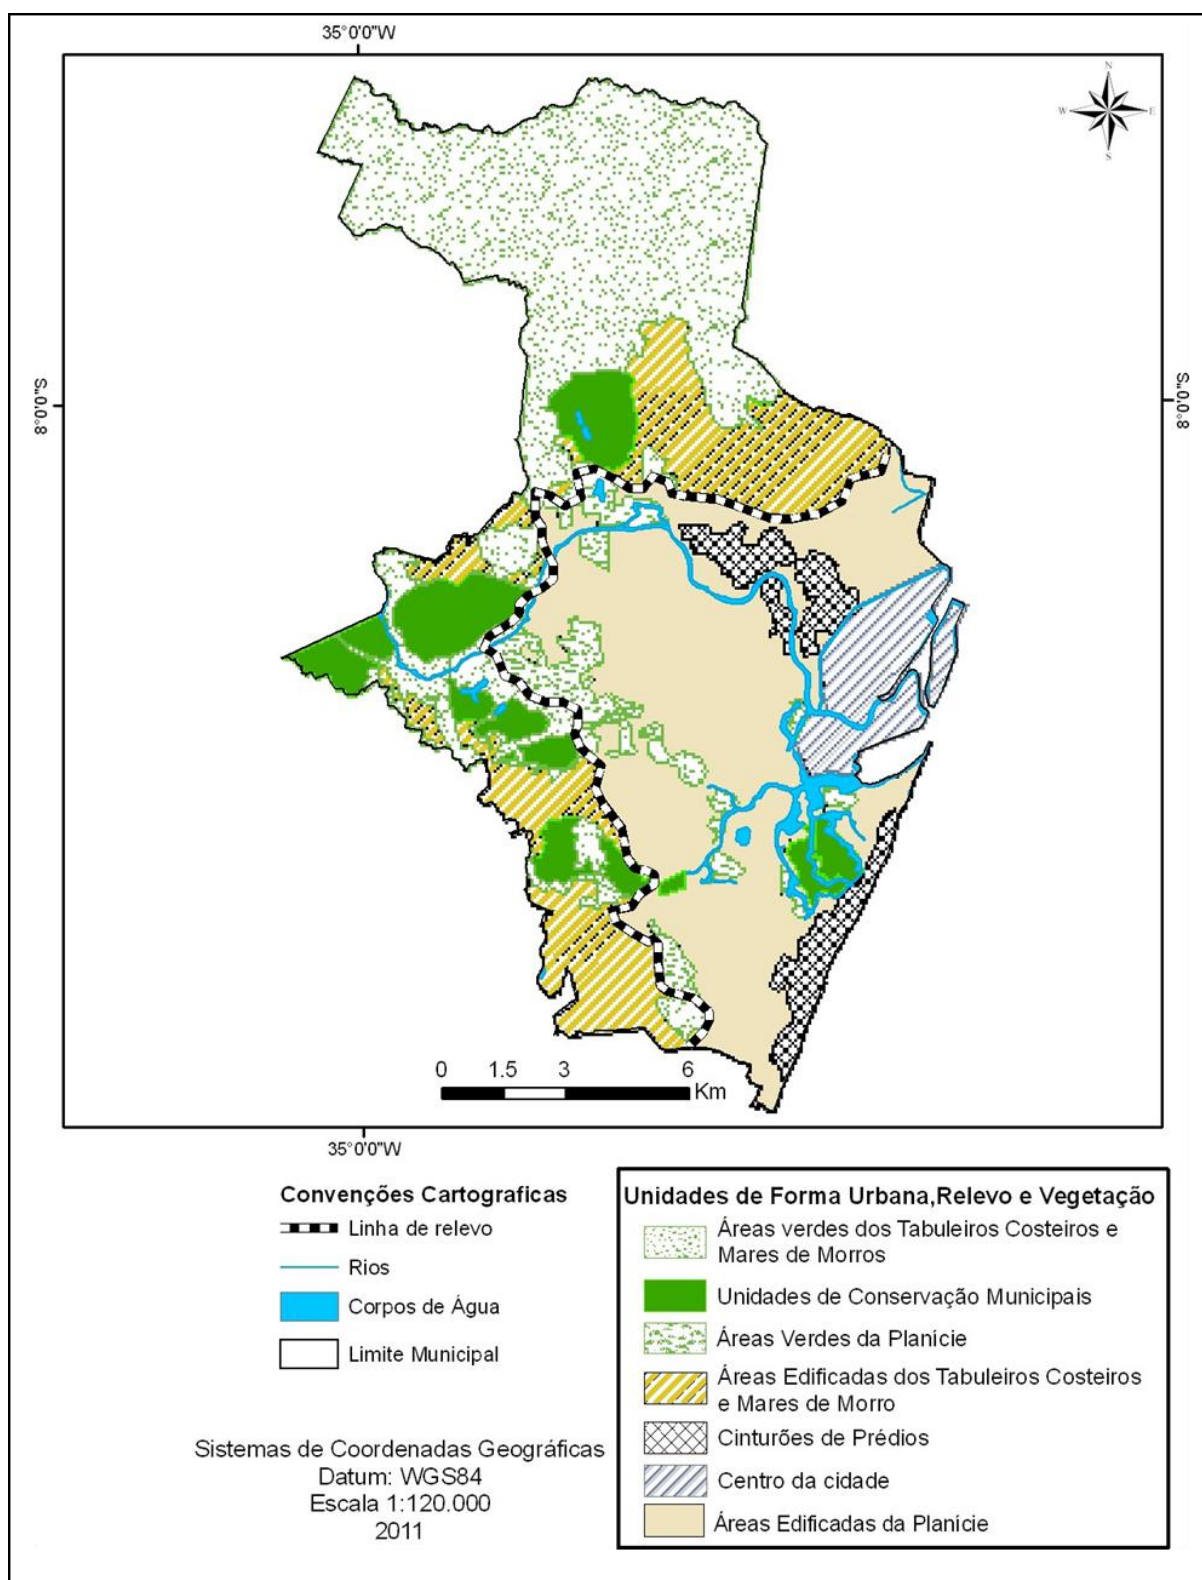 35°0'0"W
N
W
E
S
8°0'0"S
8°0'0"S
0
1.5
3
6
Km
35°0'0"W
Convenções Cartograficas
Linha de relevo
Rios
Corpos de Água
Limite Municipal
Sistemas de Coordenadas Geográficas
Datum: WGS84
Escala 1:120.000
2011
Unidades de Forma Urbana,Relevo e Vegetação
Áreas verdes dos Tabuleiros Costeiros e
Mares de Morros
Unidades de Conservação Municipais
Áreas Verdes da Planície
Áreas Edificadas dos Tabuleiros Costeiros
e Mares de Morro
Cinturões de Prédios
Centro da cidade
Áreas Edificadas da Planície